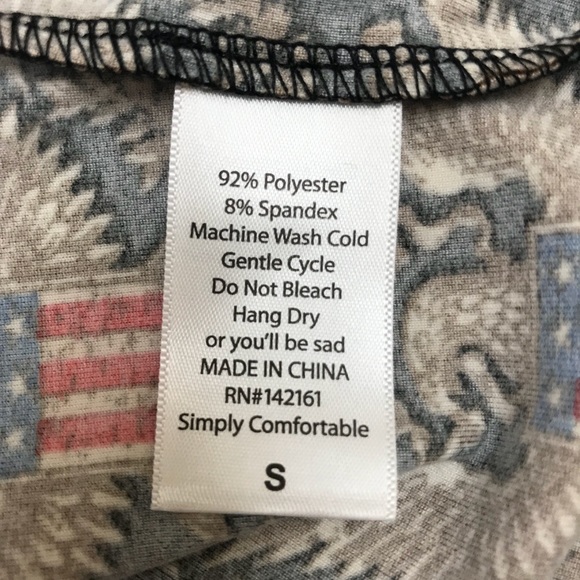 92% Polyester
8% Spandex
Machine Wash Cold
Gentle Cycle
Do Not Bleach
Hang Dry
or you'll be sad
MADE IN CHINA
RN#142161
Simply Comfortable
S